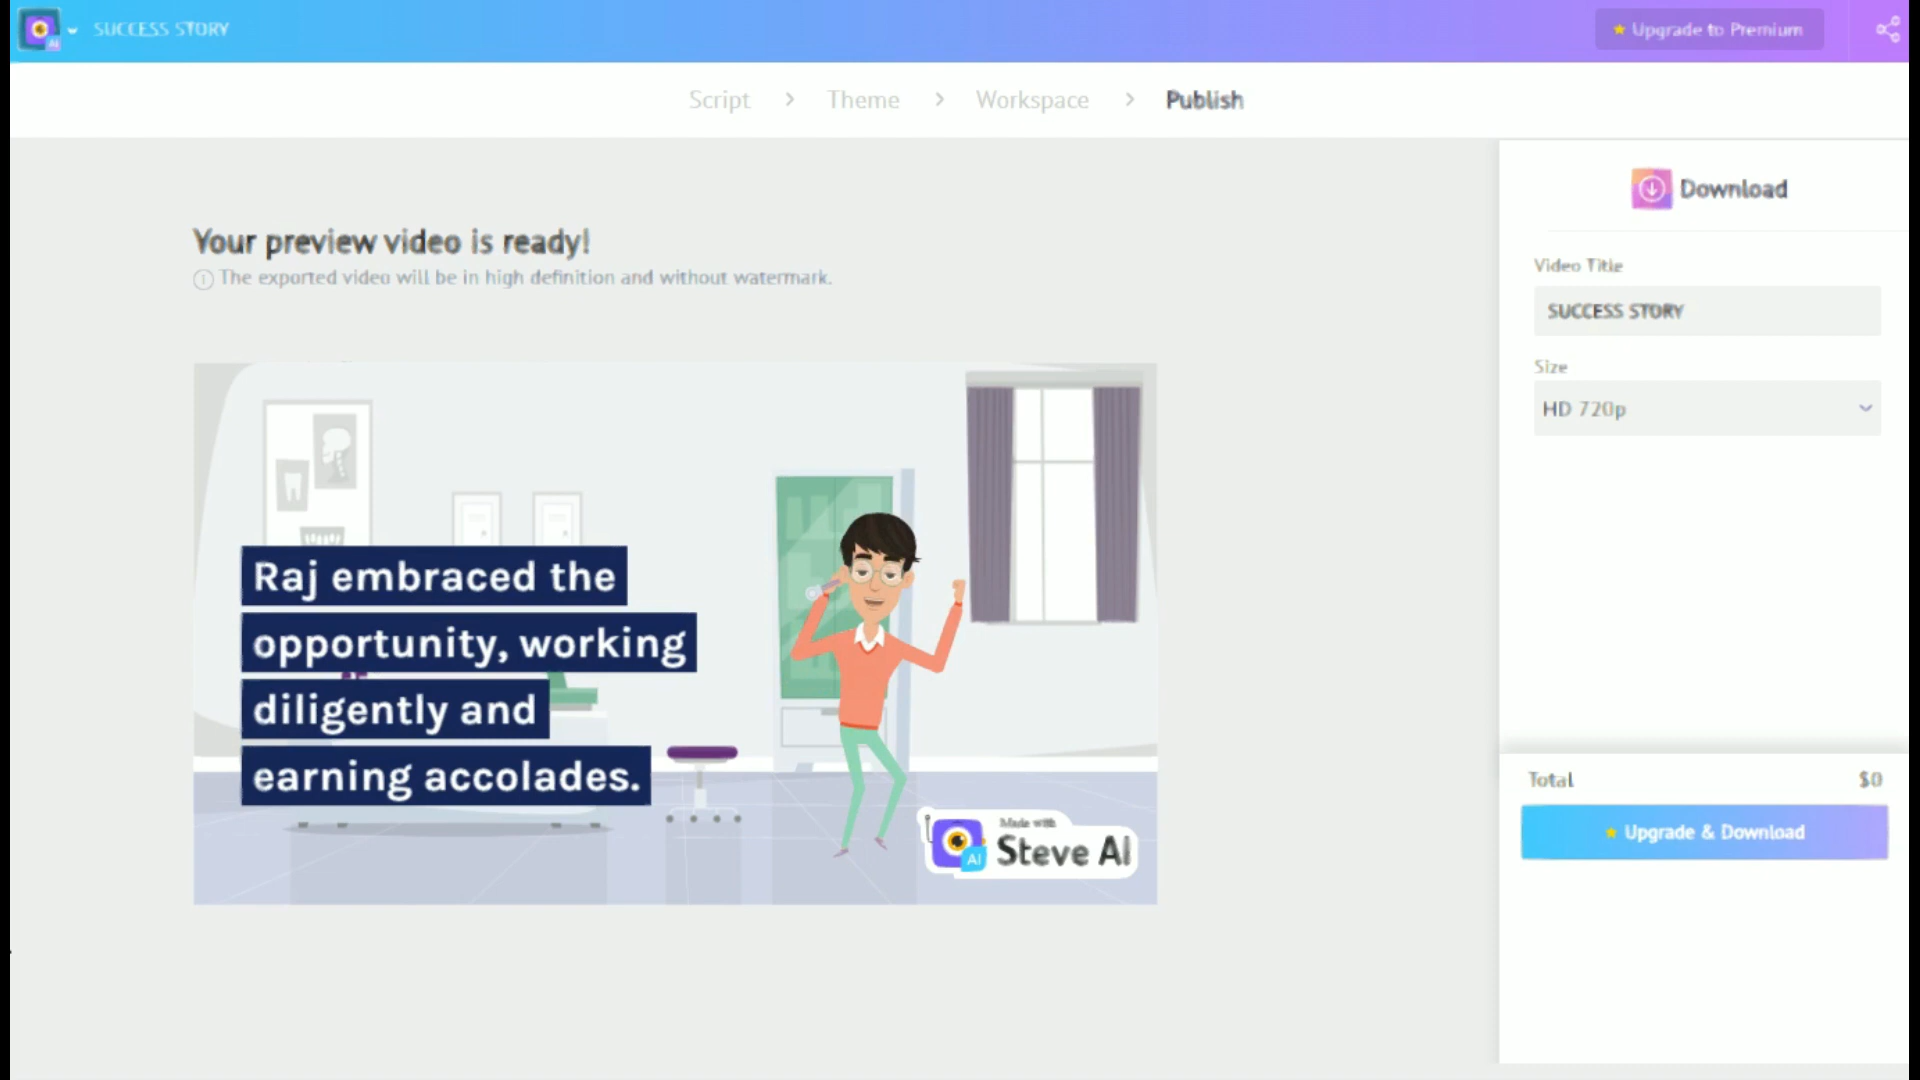 SUCCESS STORY
Upgrade to Premium
Script
Theme
Workspace
Publish
Download
Your preview video is ready!
The exported video will be in high definition and without watermark.
Video Title
SUCCESS STORY
Size
HD 720p
Raj embraced the
opportunity, working
diligently and
earning accolades.
Made with
AI Steve AI
Total $0
Upgrade & Download